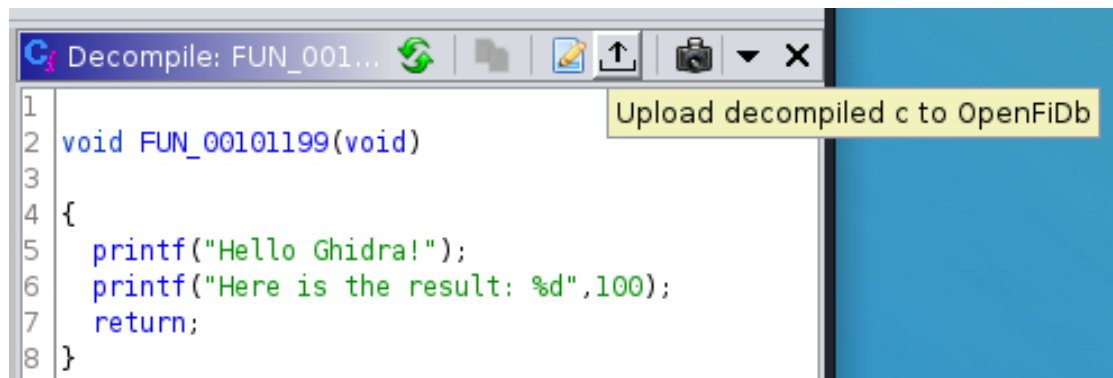 Decompile: FUN_001...
Upload decompiled c to OpenFiDb
1
2 void FUN_00101199(void)
3
4 {
5 printf("Hello Ghidra!");
6 printf("Here is the result: %d",100);
7 return;
8 }